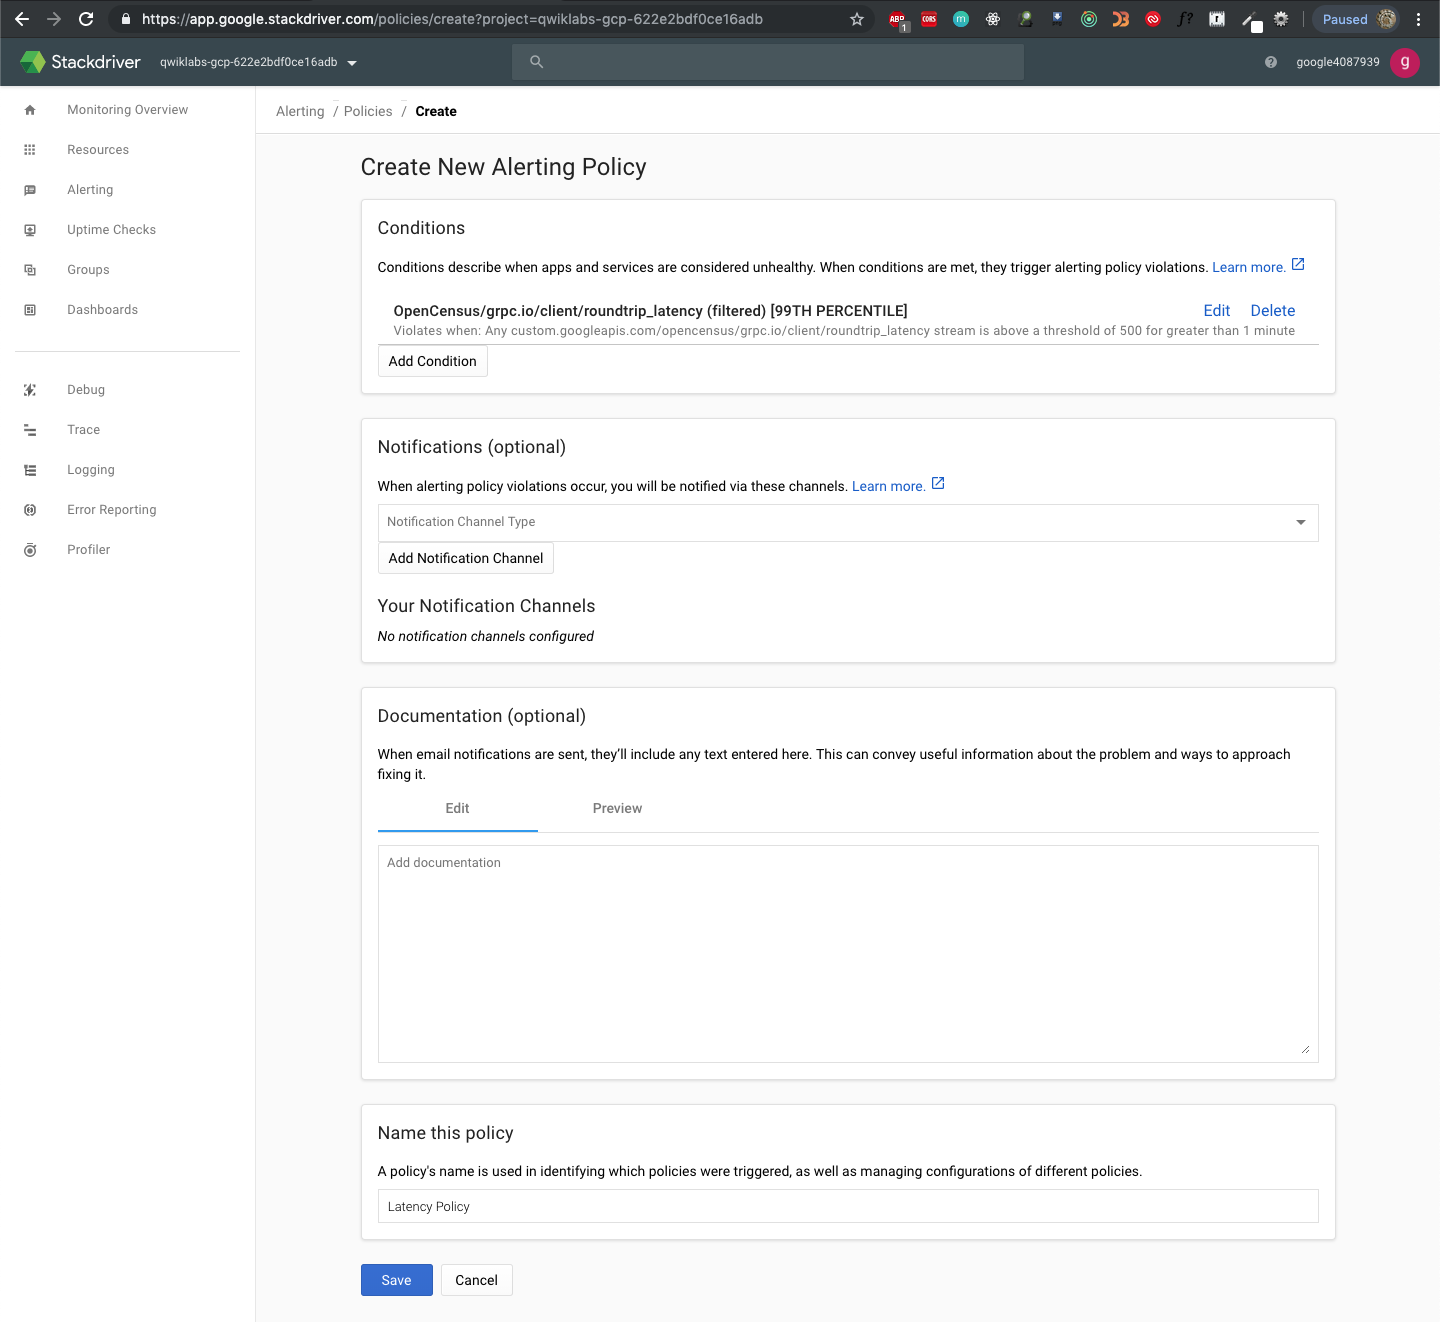 https://app.google.stackdriver.com/policies/create?project=qwiklabs-gcp-622e2bdf0ce16adb
ABP
1
CORS
m
f?
Paused
Stackdriver
qwiklabs-gcp-622e2bdf0ce16adb
google4087939
g
Monitoring Overview
Resources
Alerting
Uptime Checks
Groups
Dashboards
Debug
Trace
Logging
Error Reporting
Profiler
Alerting / Policies / Create
Create New Alerting Policy
Conditions
Conditions describe when apps and services are considered unhealthy. When conditions are met, they trigger alerting policy violations. Learn more.
OpenCensus/grpc.io/client/roundtrip_latency (filtered) [99TH PERCENTILE]
Edit Delete
Violates when: Any custom.googleapis.com/opencensus/grpc.io/client/roundtrip_latency stream is above a threshold of 500 for greater than 1 minute
Add Condition
Notifications (optional)
When alerting policy violations occur, you will be notified via these channels. Learn more.
Notification Channel Type
Add Notification Channel
Your Notification Channels
No notification channels configured
Documentation (optional)
When email notifications are sent, they’ll include any text entered here. This can convey useful information about the problem and ways to approach
fixing it.
Edit Preview
Add documentation
Name this policy
A policy's name is used in identifying which policies were triggered, as well as managing configurations of different policies.
Latency Policy
Save Cancel